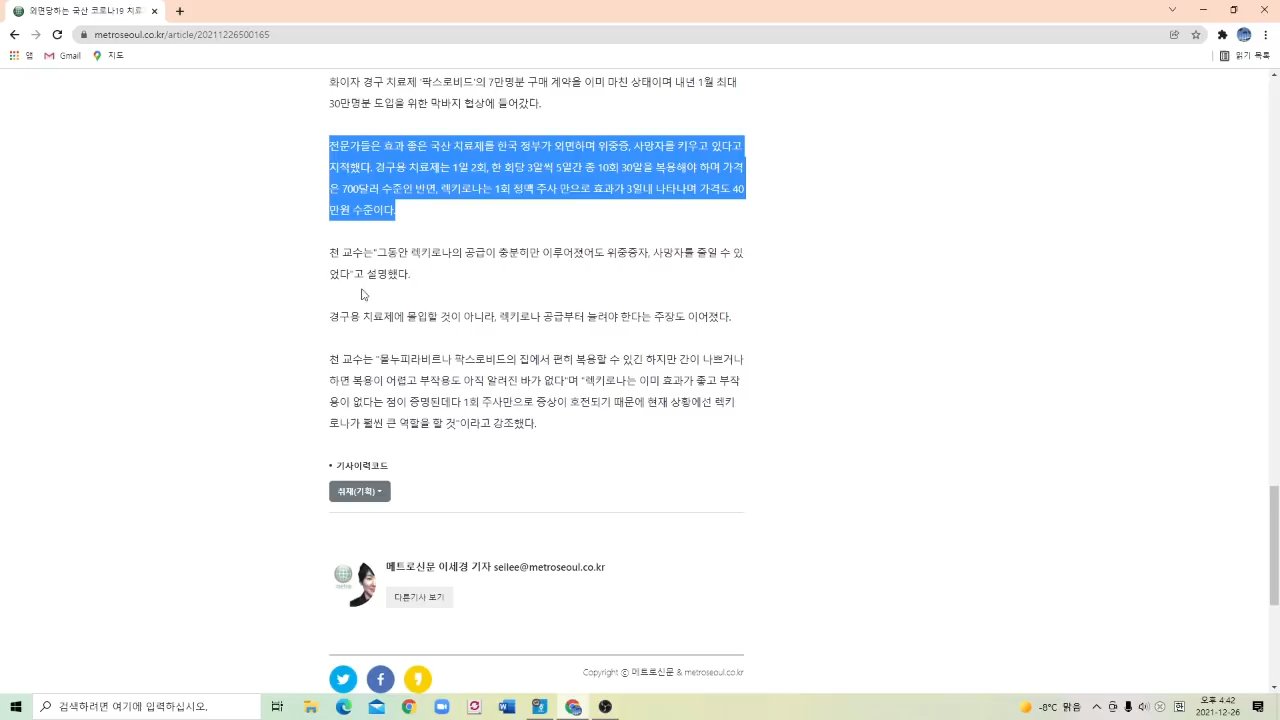 외면당하는 국산 코로나19 치료
metroseoul.co.kr/article/20211226500165
앱
Gmail
지도
읽기 목록
화이자 경구 치료제 '팍스로비드'의 7만명분 구매 계약을 이미 마친 상태이며 내년 1월 최대
30만명분 도입을 위한 막바지 협상에 들어갔다.
전문가들은 효과 좋은 국산 치료제를 한국 정부가 외면하며 위중증, 사망자를 키우고 있다고
지적했다. 경구용 치료제는 1일 2회, 한 회당 3알씩 5일간 총 10회 30알을 복용해야 하며 가격
은 700달러 수준인 반면, 렉키로나는 1회 정맥 주사 만으로 효과가 3일내 나타나며 가격도 40
만원 수준이다.
천 교수는"그동안 렉키로나의 공급이 충분히만 이루어졌어도 위중증자, 사망자를 줄일 수 있
었다"고 설명했다.
경구용 치료제에 몰입할 것이 아니라, 렉키로나 공급부터 늘려야 한다는 주장도 이어졌다.
천 교수는 "몰누피라비르나 팍스로비드의 집에서 편히 복용할 수 있긴 하지만 간이 나쁘거나
하면 복용이 어렵고 부작용도 아직 알려진 바가 없다"며 "렉키로나는 이미 효과가 좋고 부작
용이 없다는 점이 증명된데다 1회 주사만으로 증상이 호전되기 때문에 현재 상황에선 렉키
로나가 훨씬 큰 역할을 할 것"이라고 강조했다.
• 기사이력코드
취재(기획)
메트로신문 이세경 기자 seilee@metroseoul.co.kr
다른기사 보기
Copyright ⓒ 메트로신문 & metroseoul.co.kr
검색하려면 여기에 입력하십시오.
-8°C 맑음
오후 4:42
2021-12-26